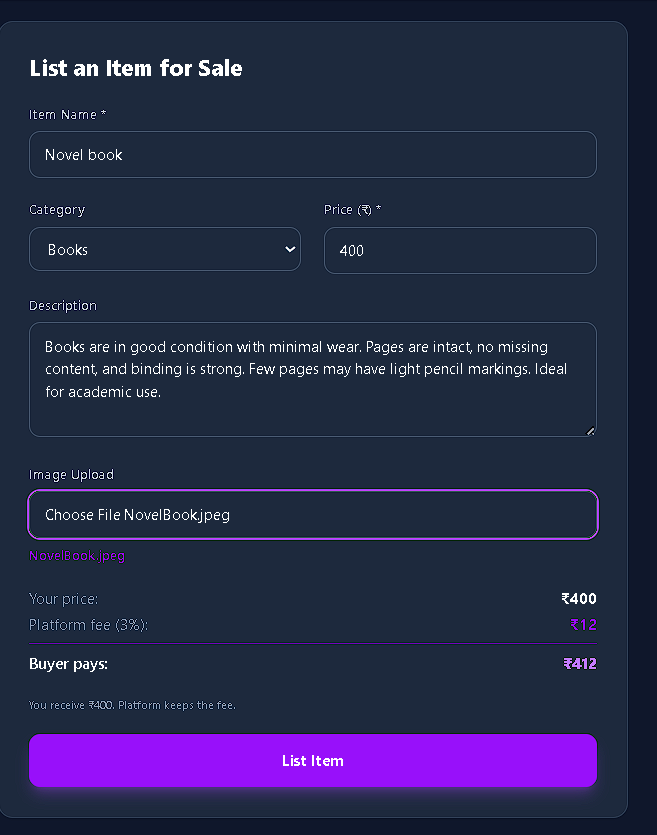 List an Item for Sale
Item Name *
Novel book
Category
Price (₹) *
Books
400
Description
Books are in good condition with minimal wear. Pages are intact, no missing
content, and binding is strong. Few pages may have light pencil markings. Ideal
for academic use.
Image Upload
Choose File NovelBook.jpeg
NovelBook.jpeg
Your price: ₹400
Platform fee (3%): ₹12
Buyer pays: ₹412
You receive ₹400. Platform keeps the fee.
List Item